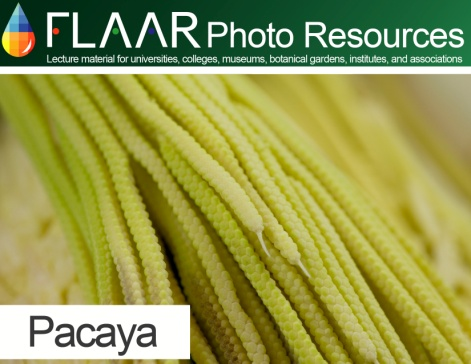 FLAAR Photo Resources
Lecture material for universities, colleges, museums, botanical gardens, institutes, and associations
Pacaya